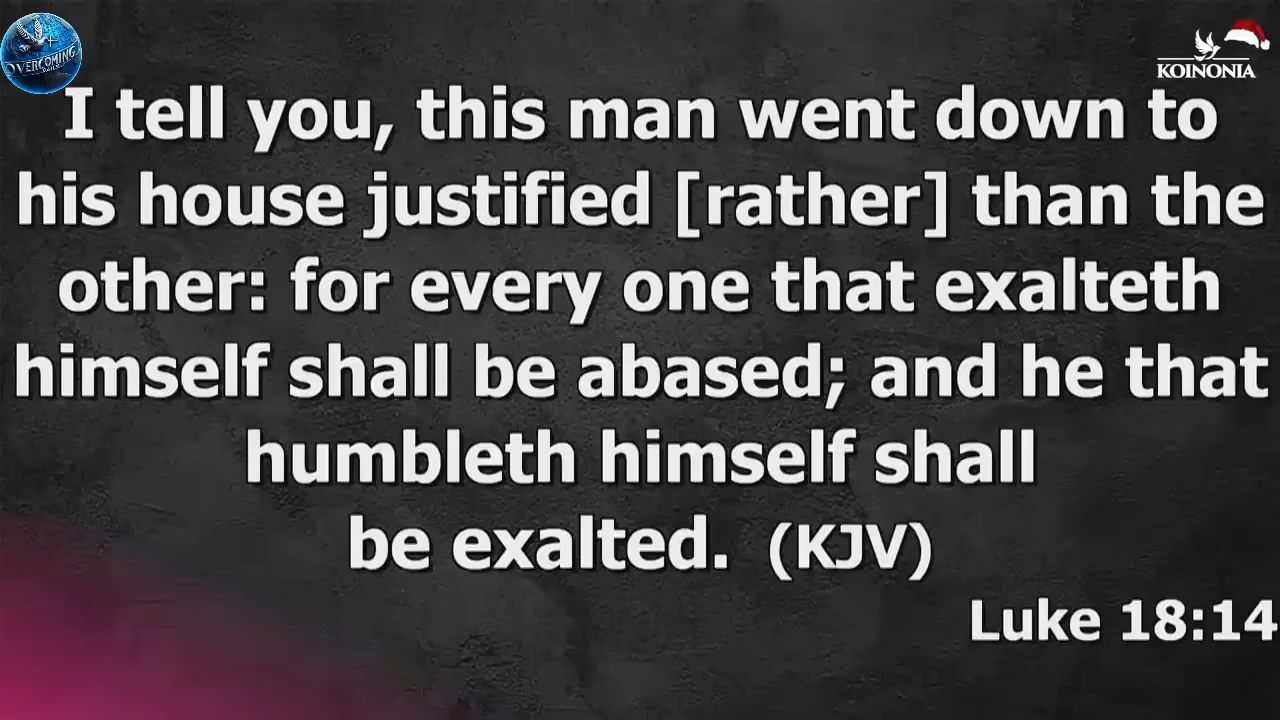 OVERCOMING
KOINONIA
I tell you, this man went down to
his house justified [rather] than the
other: for every one that exalteth
himself shall be abased; and he that
humbleth himself shall
be exalted. (KJV)
Luke 18:14